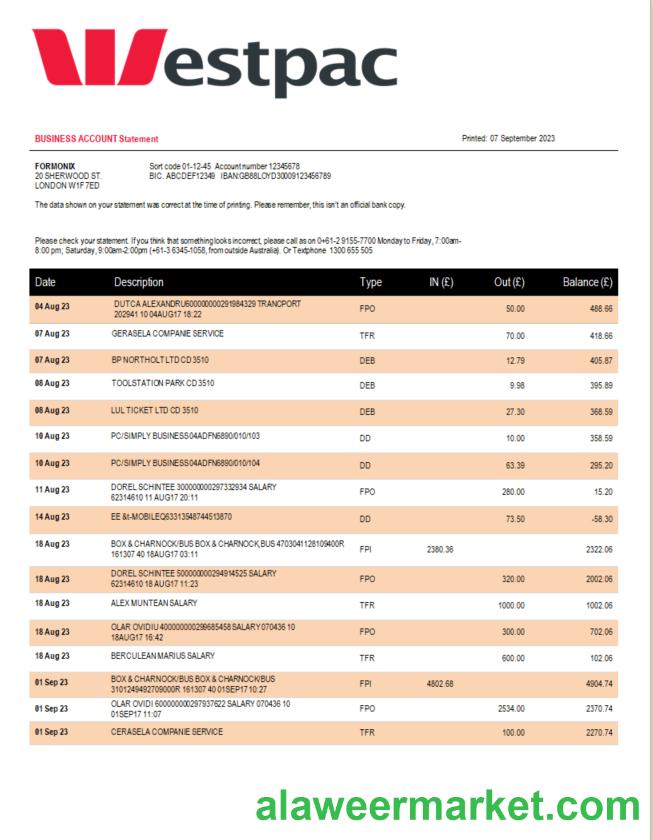 Westpac
BUSINESS ACCOUNT Statement Printed: 07 September 2023
FORMONIX Sort code 01-12-45 Account number 12345678
20 SHERWOOD ST. BIC. ABCDEF12349 IBAN:GB88LOYD30009123456789
LONDON W1F 7ED
The data shown on your statement was correct at the time of printing. Please remember, this isn't an official bank copy.
Please check your statement. If you think that something looks incorrect, please call as on 0+61-2 9155-7700 Monday to Friday, 7:00am-
8:00 pm; Saturday, 9:00am-2:00pm (+61-3 6345-1058, from outside Australia). Or Textphone 1300 655 505
Date Description Type IN (£) Out (£) Balance (£)
04 Aug 23 DUTCA ALEXANDRU600000000291984329 TRANCPORT FPO 50.00 488.66
202941 10 04AUG17 18:22
07 Aug 23 GERASELA COMPANIE SERVICE TFR 70.00 418.66
07 Aug 23 BP NORTHOLT LTD CD 3510 DEB 12.79 405.87
08 Aug 23 TOOLSTATION PARK CD 3510 DEB 9.98 395.89
08 Aug 23 LUL TICKET LTD CD 3510 DEB 27.30 368.59
10 Aug 23 PC/SIMPLY BUSINESS04ADFN6890/010/103 DD 10.00 358.59
10 Aug 23 PC/SIMPLY BUSINESS04ADFN6890/010/104 DD 63.39 295.20
11 Aug 23 DOREL SCHINTEE 300000000297332934 SALARY FPO 280.00 15.20
62314610 11 AUG17 20:11
14 Aug 23 EE &t-MOBILEQ63313548744513870 DD 73.50 -58.30
18 Aug 23 BOX & CHARNOCK/BUS BOX & CHARNOCK,BUS 4703041128109400R FPI 2380.36 2322.06
161307 40 18AUG17 03:11
18 Aug 23 DOREL SCHINTEE 500000000294914525 SALARY FPO 320.00 2002.06
62314610 18 AUG17 11:23
18 Aug 23 ALEX MUNTEAN SALARY TFR 1000.00 1002.06
18 Aug 23 OLAR OVIDIU 400000000299685458 SALARY 070436 10 FPO 300.00 702.06
18AUG17 16:42
18 Aug 23 BERCULEAN MARIUS SALARY TFR 600.00 102.06
01 Sep 23 BOX & CHARNOCK/BUS BOX & CHARNOCK/BUS FPI 4802.68 4904.74
3101249492709000R 161307 40 01SEP17 10:27
01 Sep 23 OLAR OVIDI 600000000297937622 SALARY 070436 10 FPO 2534.00 2370.74
01SEP17 11:07
01 Sep 23 CERASELA COMPANIE SERVICE TFR 100.00 2270.74
alaweermarket.com